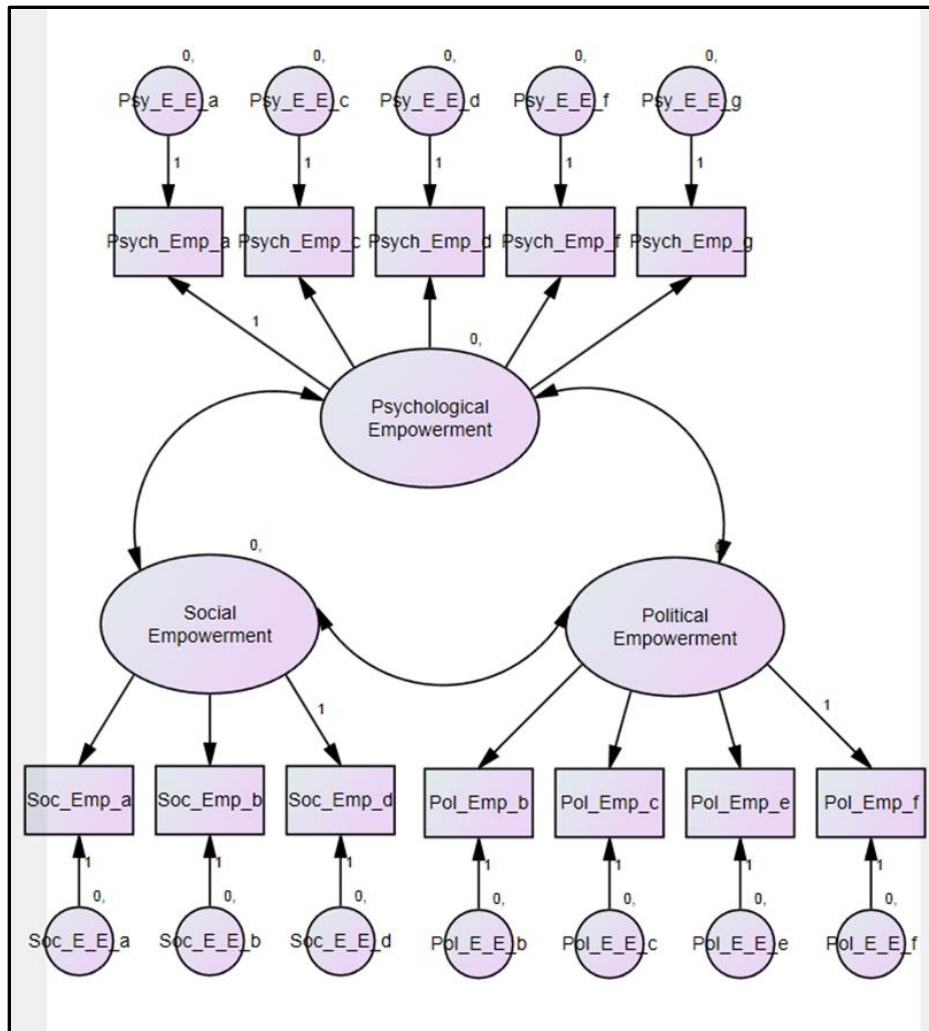 0, 0, 0, 0, 0,
Psy_E_E_a Psy_E_E_c Psy_E_E_d Psy_E_E_f Psy_E_E_g
1 1 1 1 1
Psych_Emp_a Psych_Emp_c Psych_Emp_d Psych_Emp_f Psych_Emp_g
1
0,
Psychological
Empowerment
0, 0,
Social
Empowerment
Political
Empowerment
1 1
Soc_Emp_a Soc_Emp_b Soc_Emp_d Pol_Emp_b Pol_Emp_c Pol_Emp_e Pol_Emp_f
1 1 1 1 1 1 1
0, 0, 0, 0, 0, 0, 0,
Soc_E_E_a Soc_E_E_b Soc_E_E_d Pol_E_E_b Pol_E_E_c Pol_E_E_e Pol_E_E_f